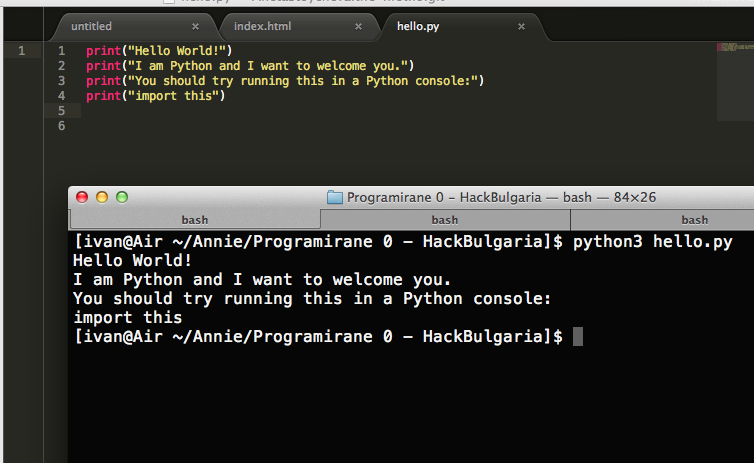 untitled × index.html × hello.py ×
1
1 print("Hello World!")
2 print("I am Python and I want to welcome you.")
3 print("You should try running this in a Python console:")
4 print("import this")
5
6
Programirane 0 – HackBulgaria — bash — 84×26
bash bash bash
[ivan@Air ~/Annie/Programirane 0 – HackBulgaria]$ python3 hello.py
Hello World!
I am Python and I want to welcome you.
You should try running this in a Python console:
import this
[ivan@Air ~/Annie/Programirane 0 – HackBulgaria]$